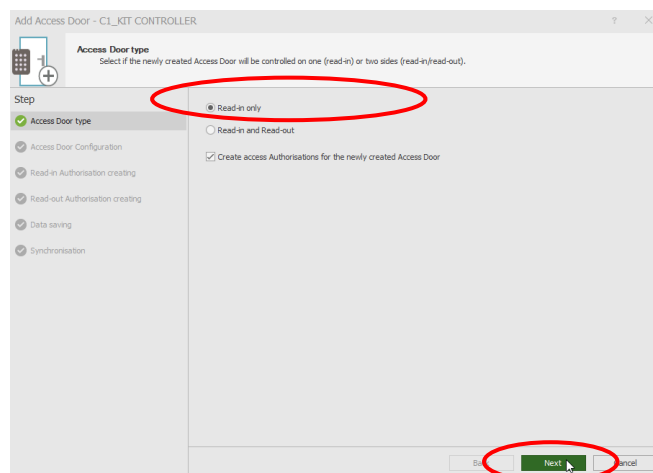 Add Access Door - C1_KIT CONTROLLER
?
Access Door type
Select if the newly created Access Door will be controlled on one (read-in) or two sides (read-in/read-out).
Step
Access Door type
Access Door Configuration
Read-in Authorisation creating
Read-out Authorisation creating
Data saving
Synchronisation
Read-in only
Read-in and Read-out
Create access Authorisations for the newly created Access Door
Next